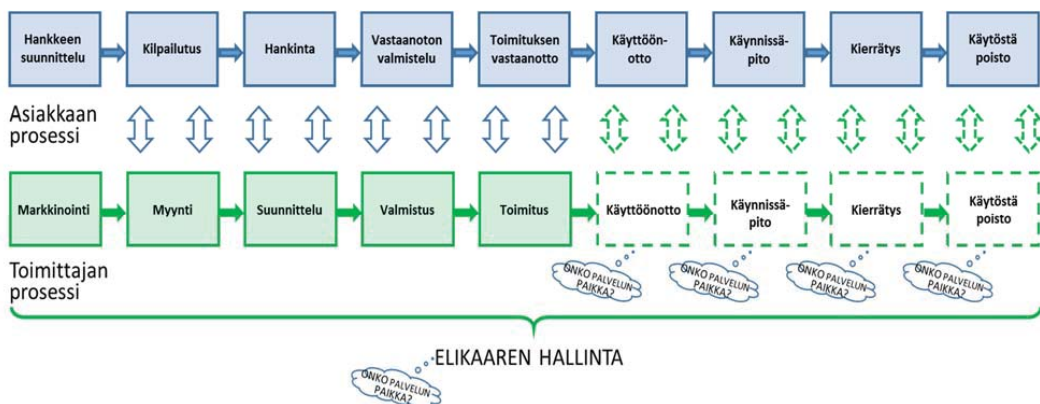 Hankkeen
suunnittelu
Kilpailutus
Hankinta
Vastaanoton
valmistelu
Toimituksen
vastaanotto
Käyttöön-
otto
Käynnissä-
pito
Kierrätys
Käytöstä
poisto
Asiakkaan
prosessi
Markkinointi
Myynti
Suunnittelu
Valmistus
Toimitus
Käyttöönotto
Käynnissä-
pito
Kierrätys
Käytöstä
poisto
Toimittajan
prosessi
ONKO PALVELUN
PAIKKA?
ONKO PALVELUN
PAIKKA?
ONKO PALVELUN
PAIKKA?
ONKO PALVELUN
PAIKKA?
ELIKAAREN HALLINTA
ONKO PALVELUN
PAIKKA?